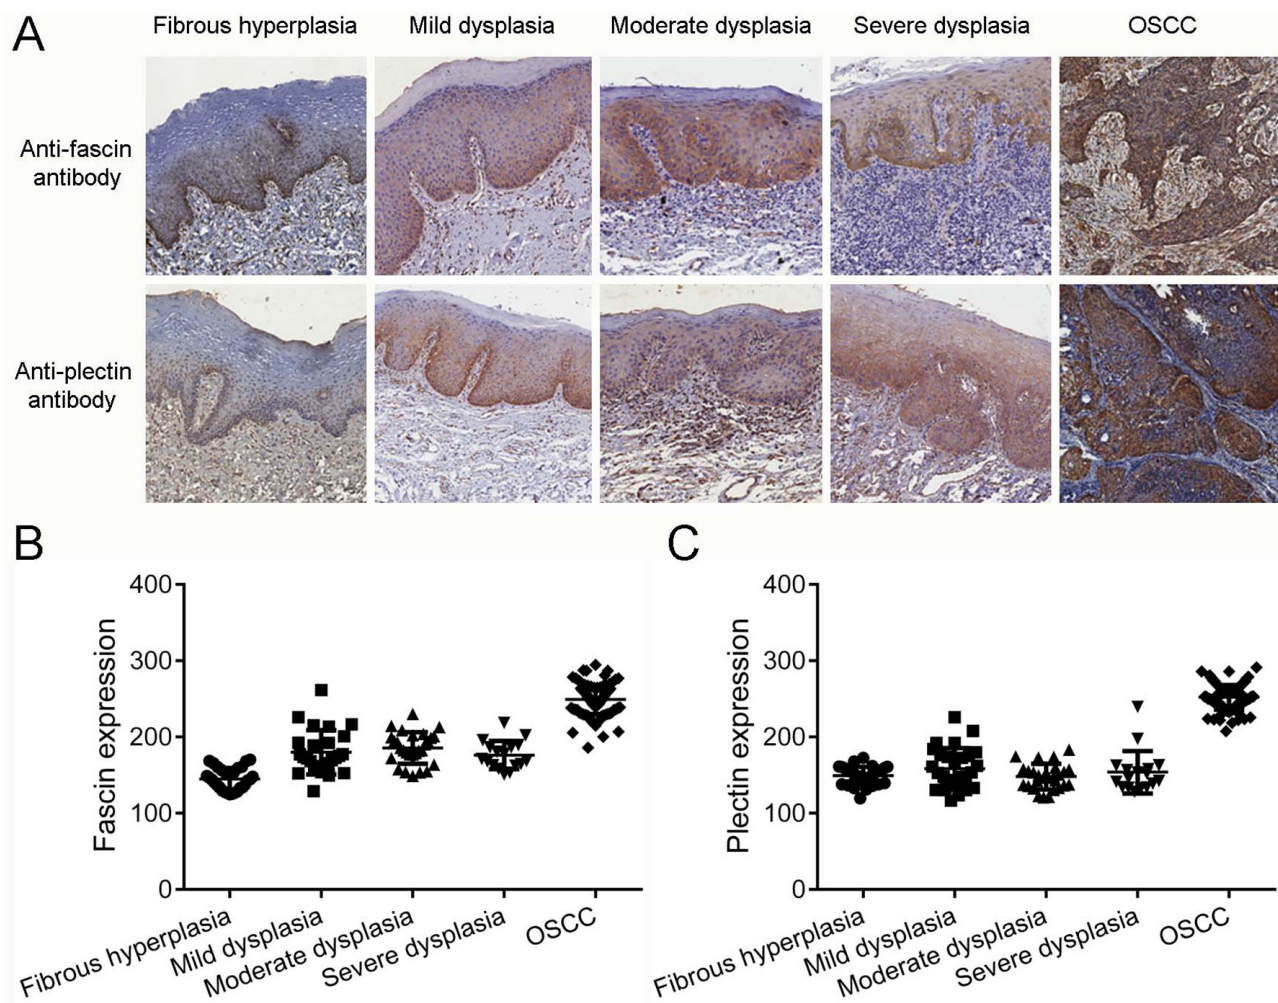 A
Fibrous hyperplasia Mild dysplasia Moderate dysplasia Severe dysplasia OSCC
Anti-fascin
antibody
Anti-plectin
antibody
B
Fascin expression
400
300
200
100
0
Fibrous hyperplasia
Mild dysplasia
Moderate dysplasia
Severe dysplasia
OSCC
C
Plectin expression
400
300
200
100
0
Fibrous hyperplasia
Mild dysplasia
Moderate dysplasia
Severe dysplasia
OSCC